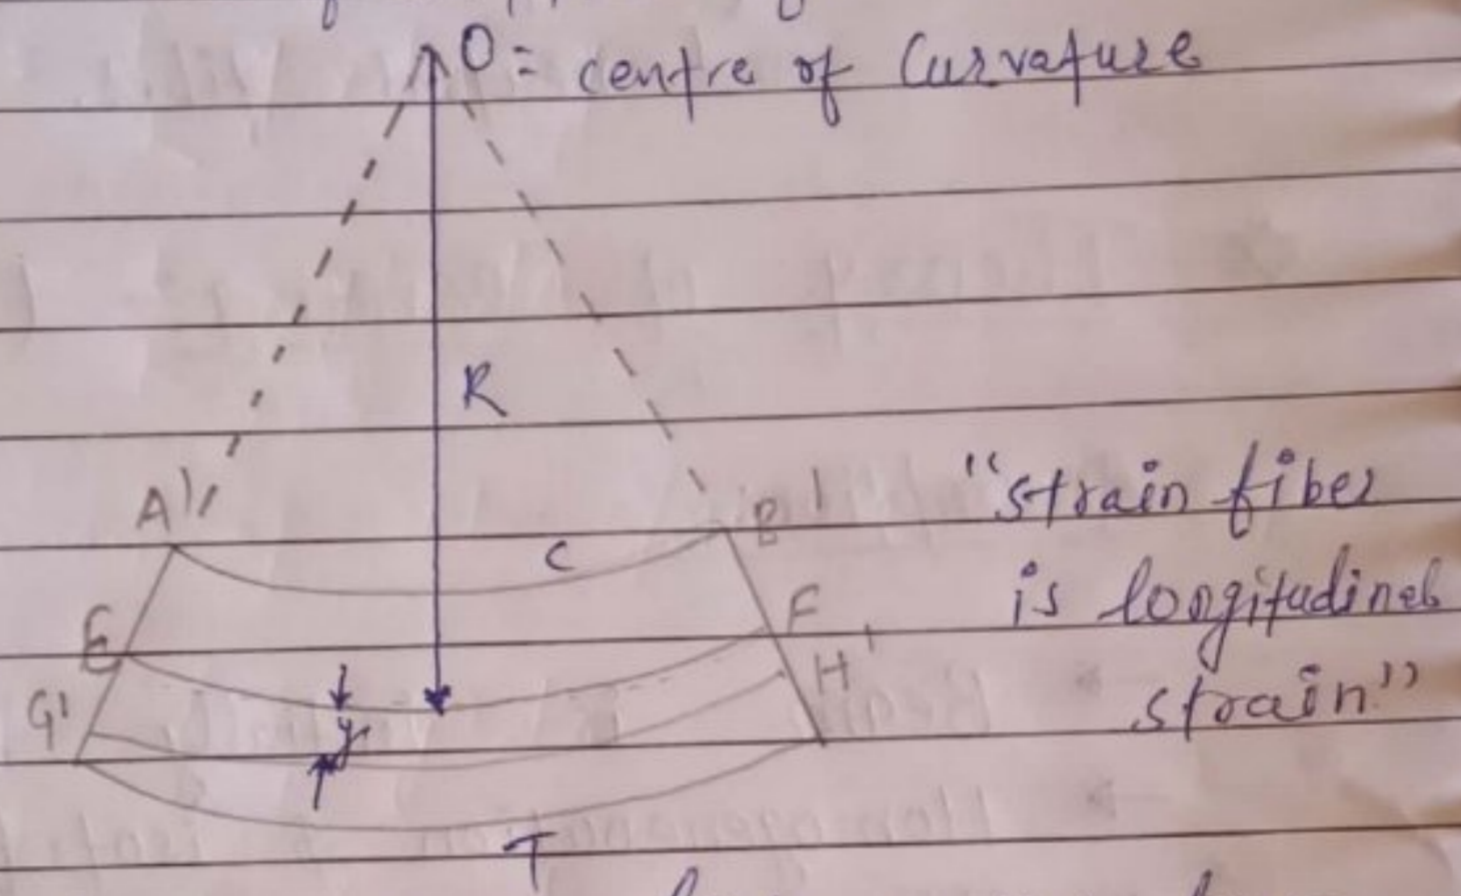 O = centre of Curvature
R
A'
B'
C
"strain fiber
is longitudinal
strain"
E
F
H'
G'
y
T